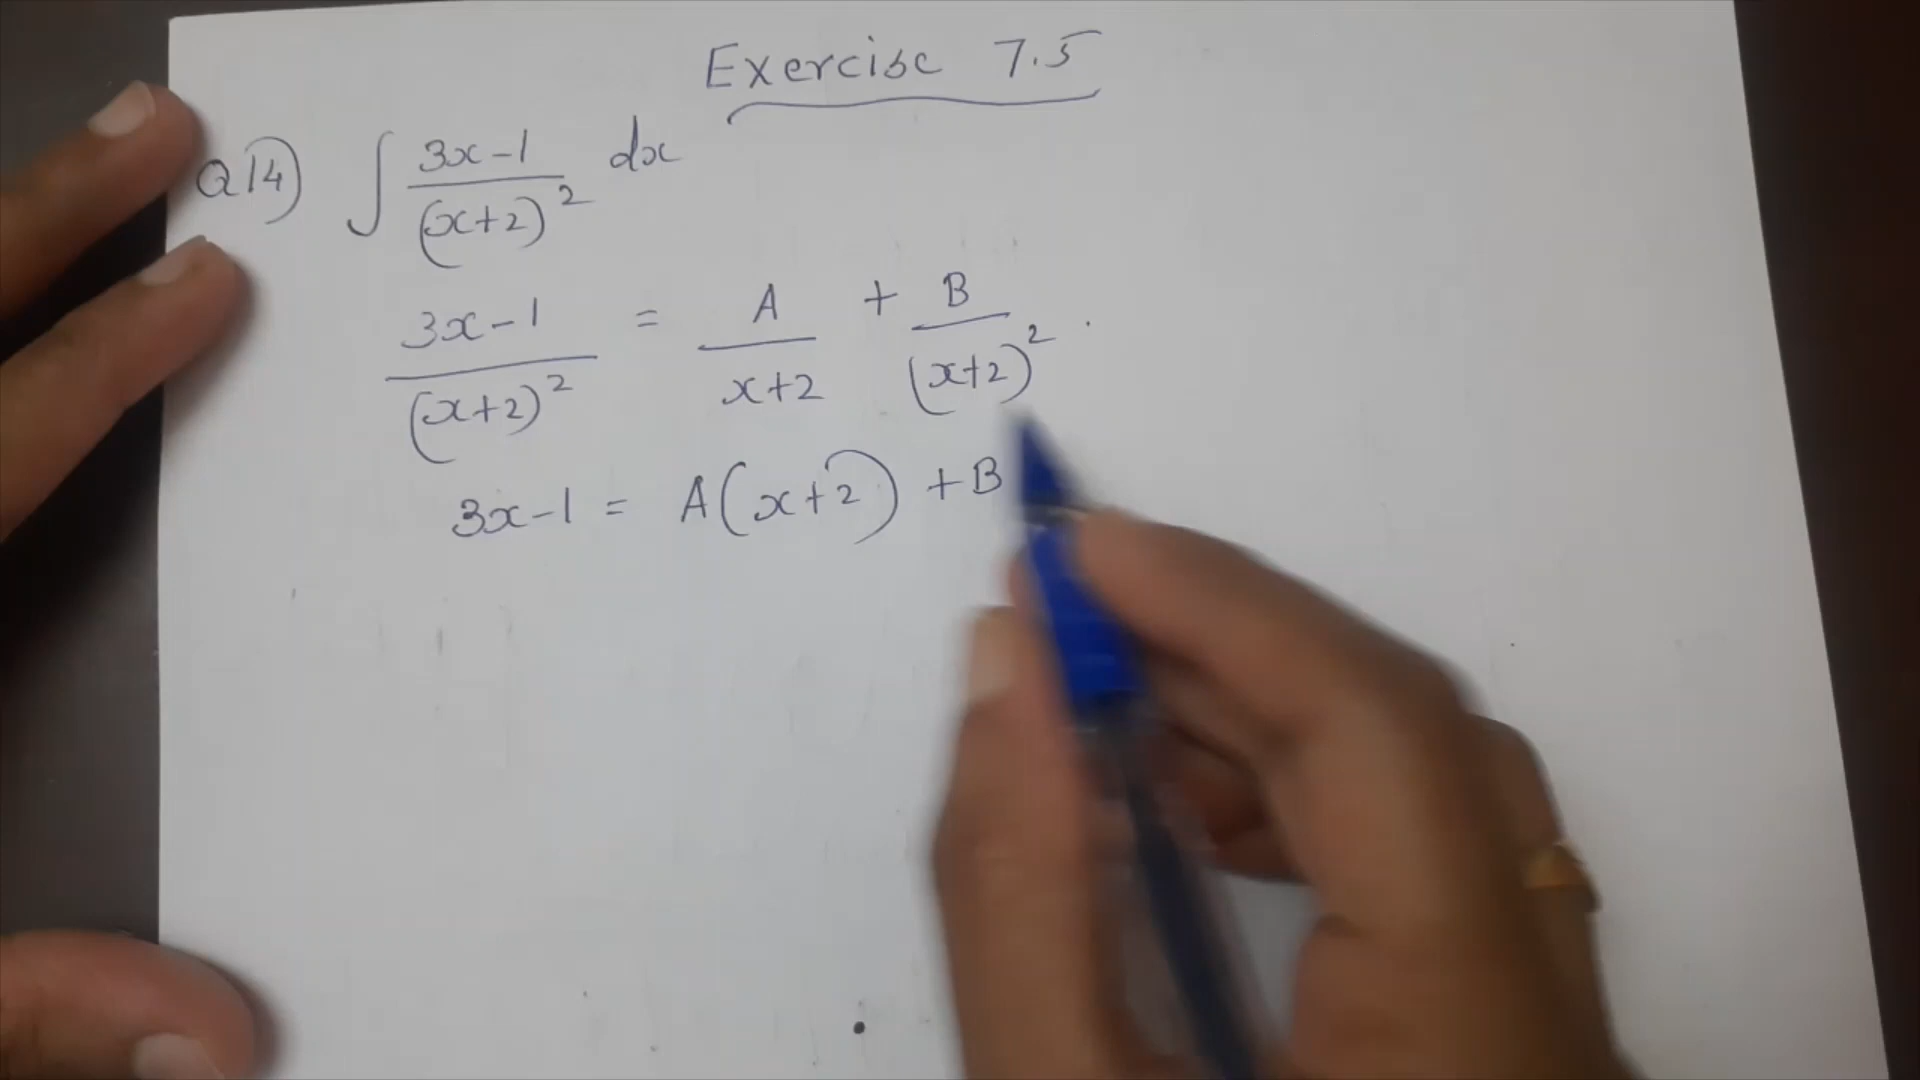 Exercise 7.5
Q14) ∫ (3x-1)/(x+2)² dx
(3x-1)/(x+2)² = A/(x+2) + B/(x+2)².
3x-1 = A(x+2) + B